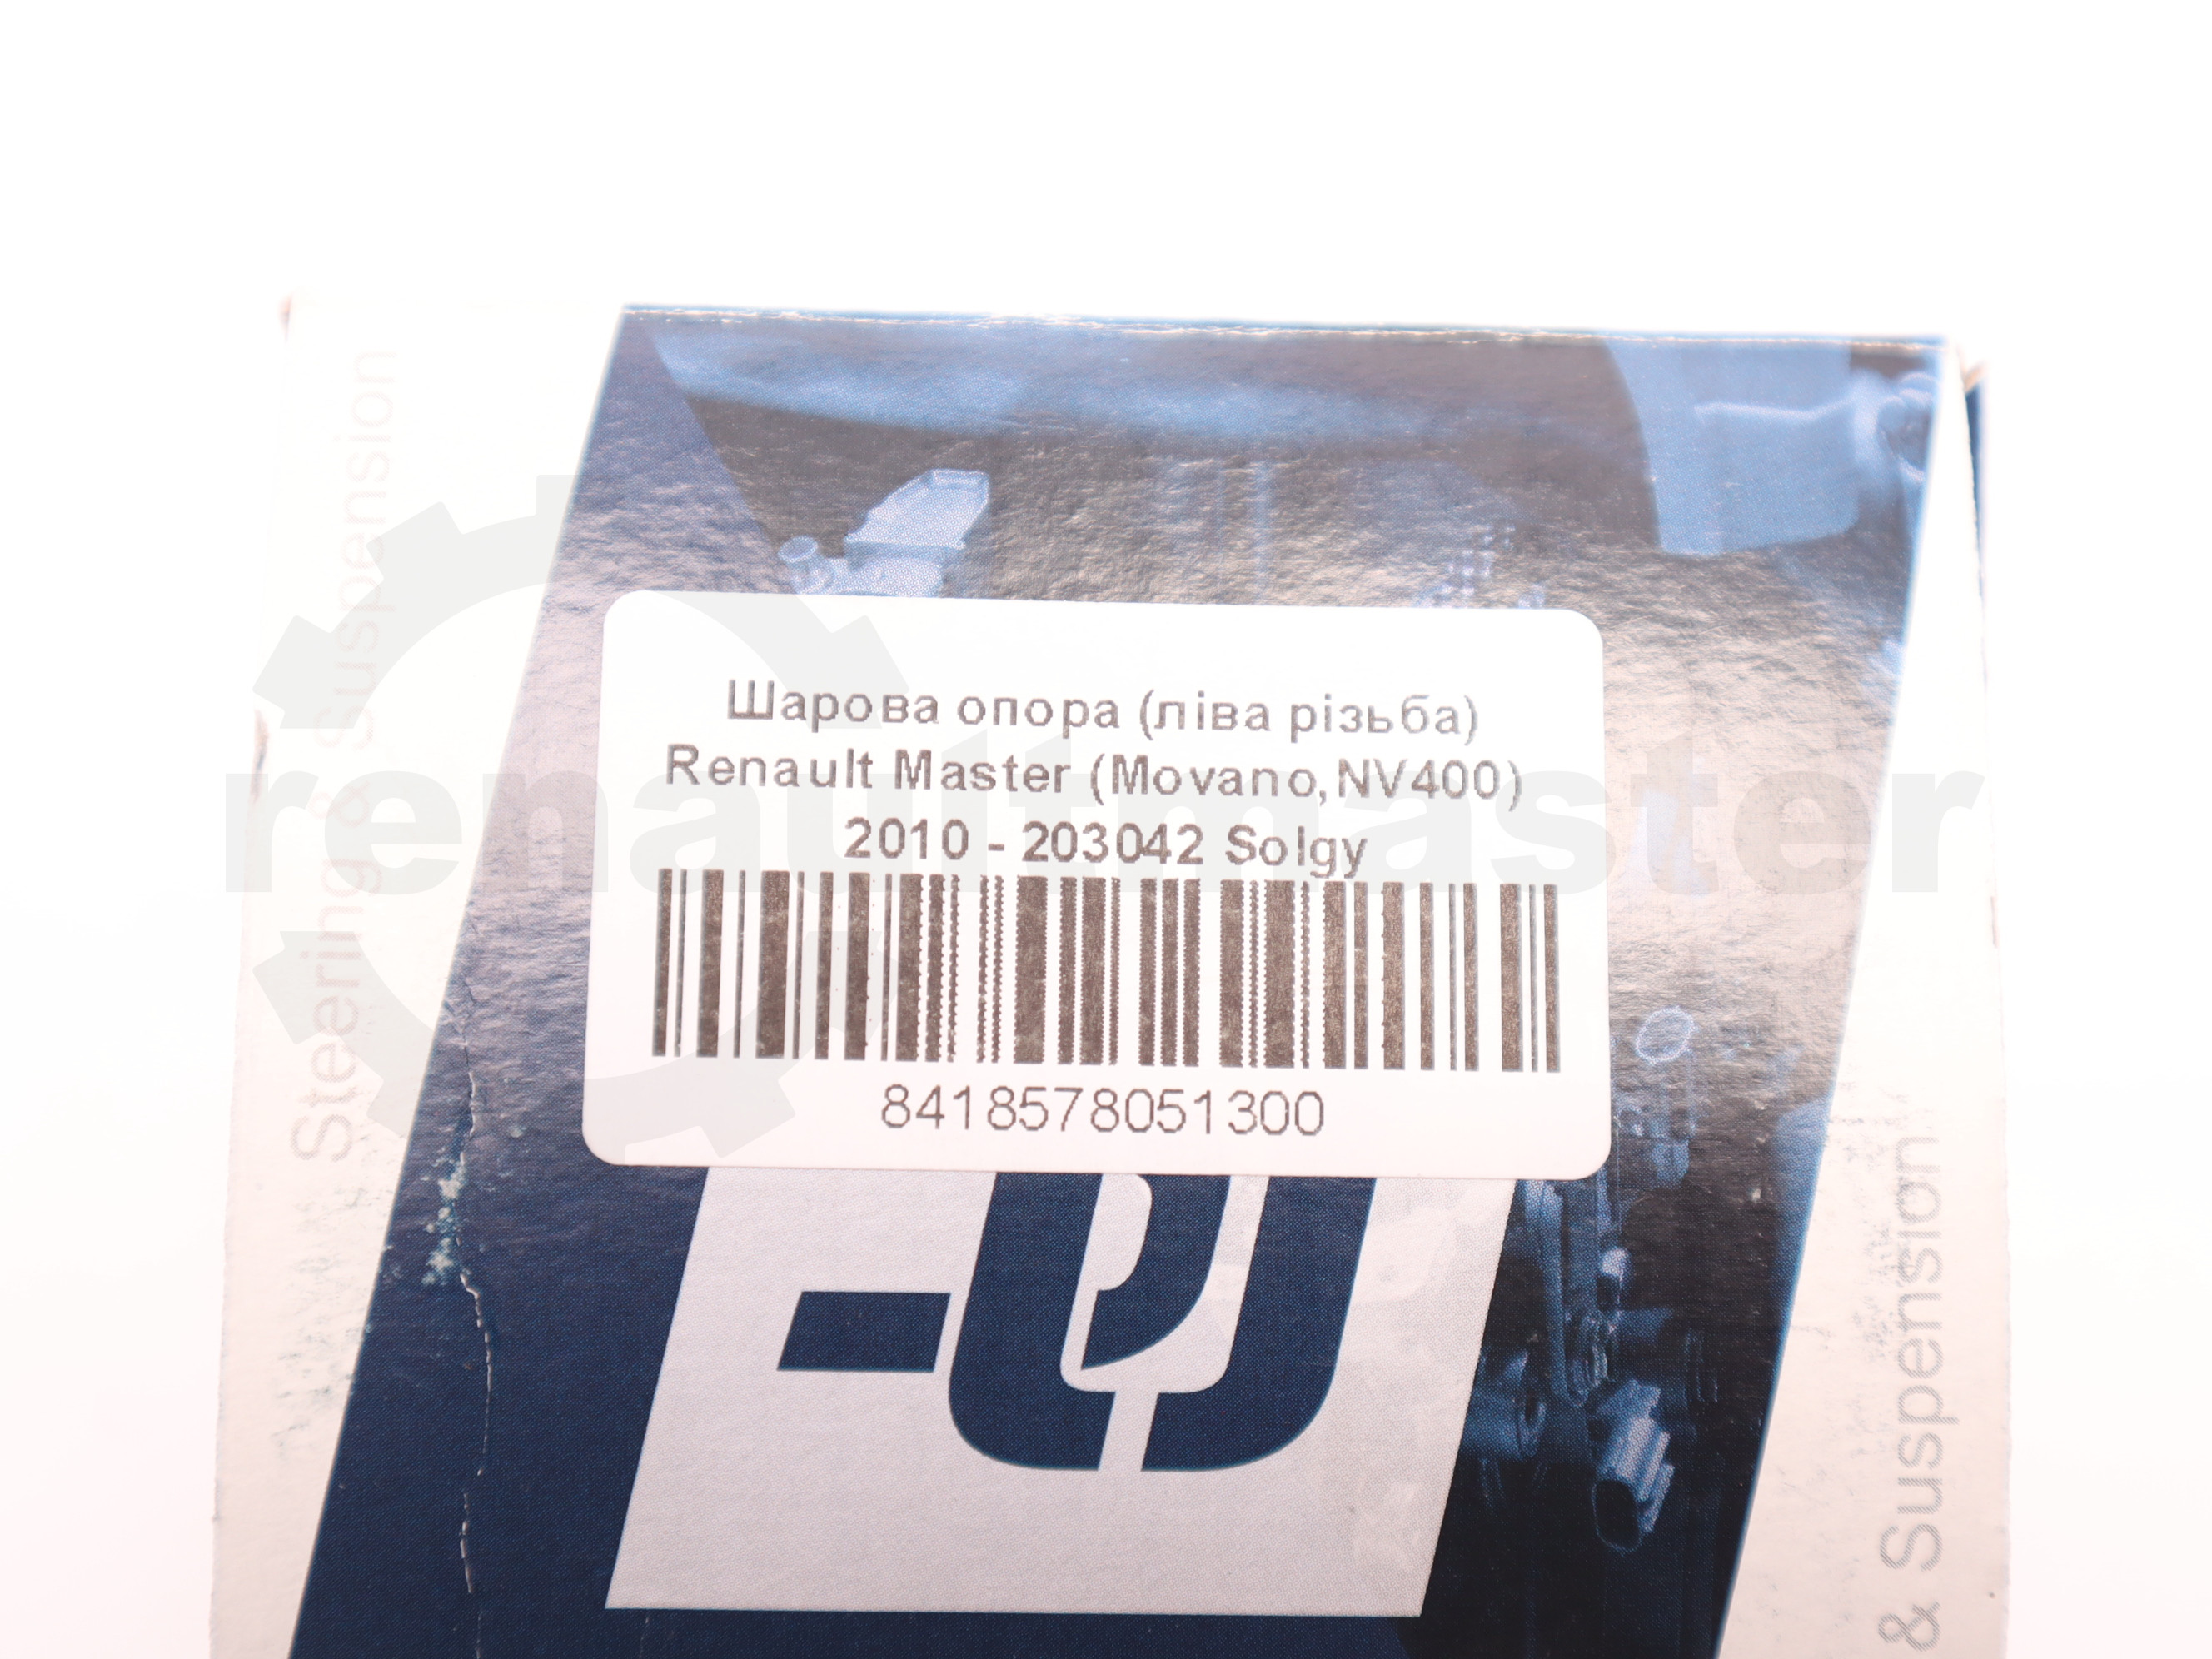 Steering & Suspension
Шарова опора (ліва різьба)
Renault Master (Movano,NV400)
2010 - 203042 Solgy
8418578051300
renaultmaster
& Suspension